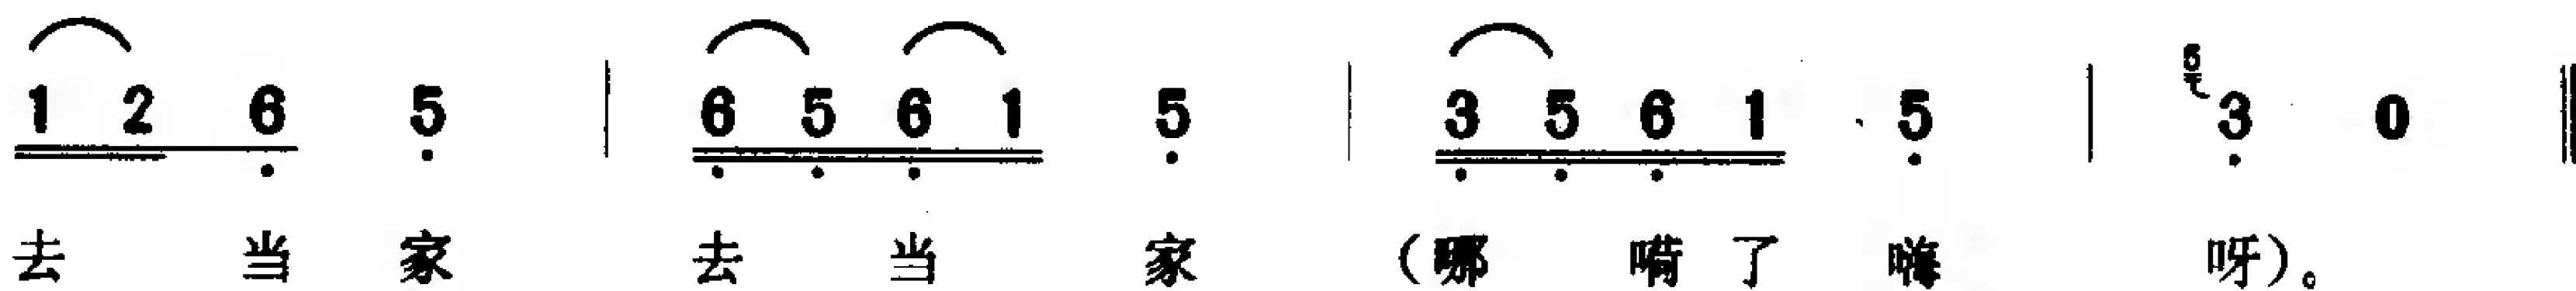 1 2 6 5 | 6 5 6 1 5 | 3 5 6 1 5 | 5 3 0 ‖
去 当 家 去 当 家 (哪 嗬 了 嗨 呀)。